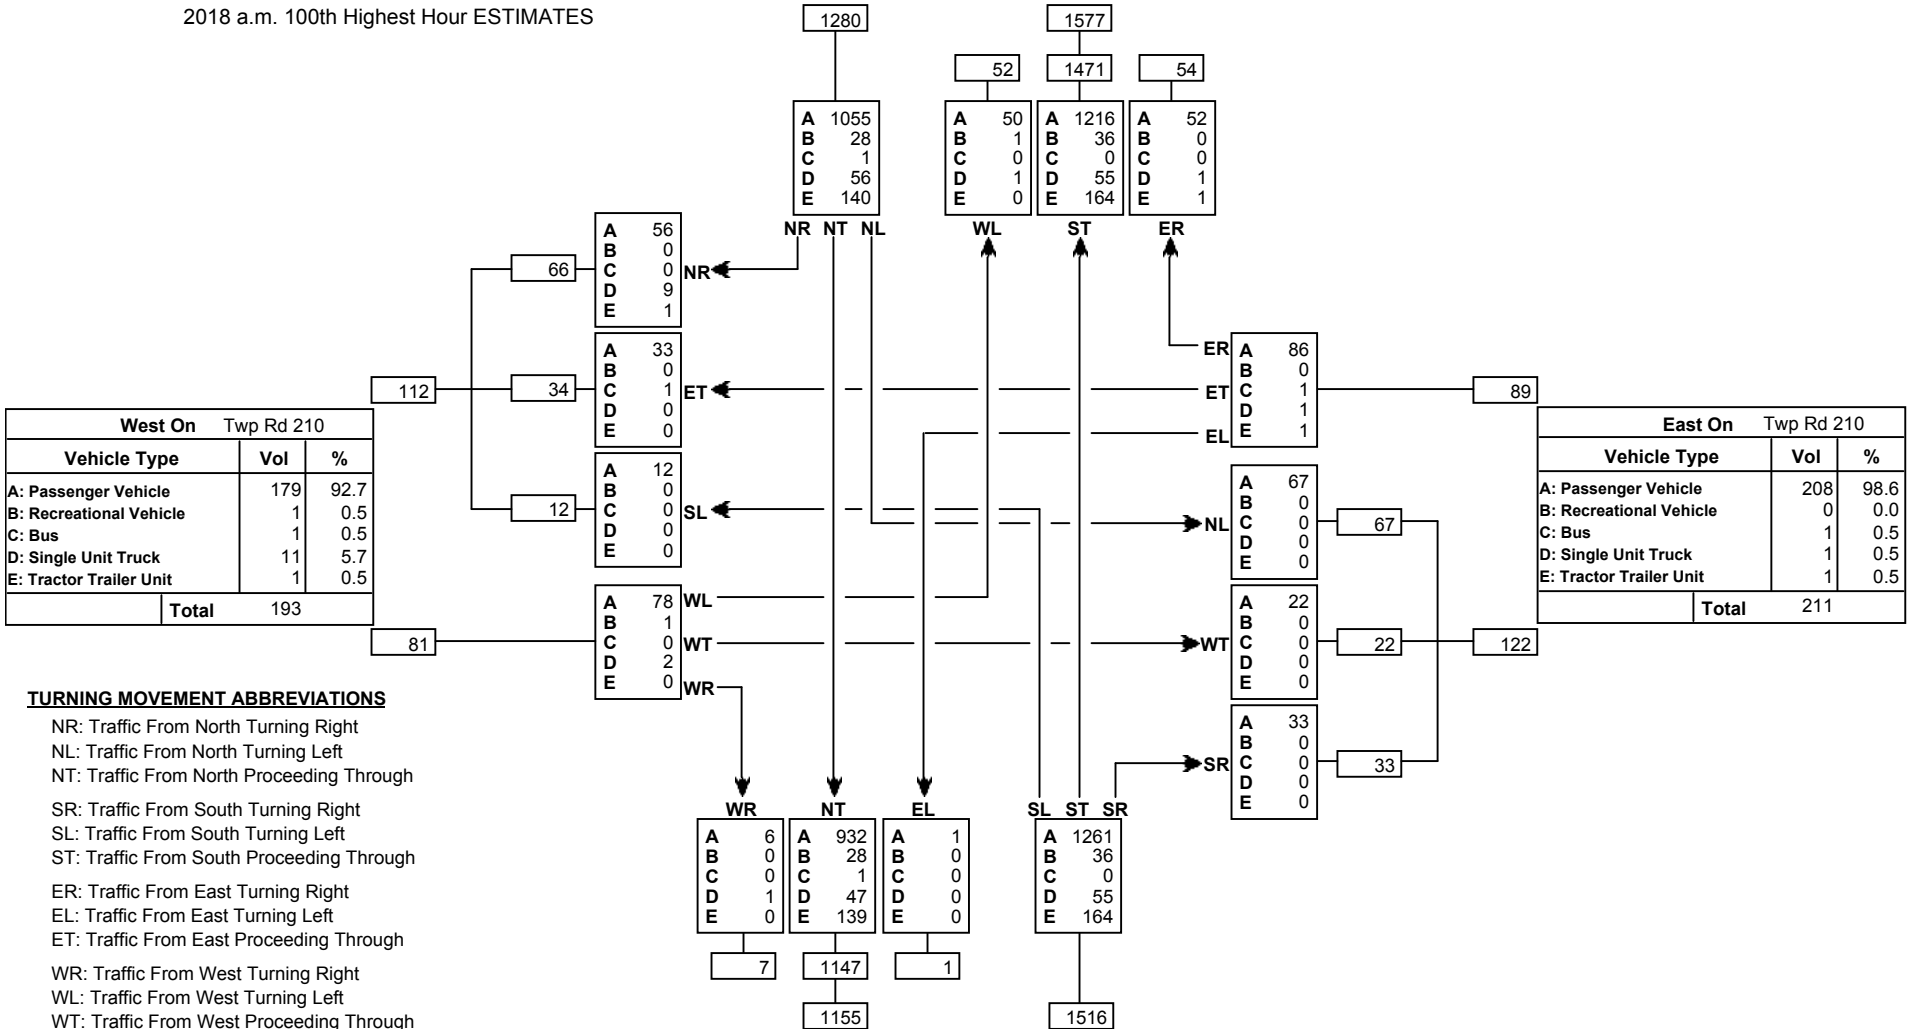 2018 a.m. 100th Highest Hour ESTIMATES
1280
1577
52
1471
54
A 1055
B 28
C 1
D 56
E 140
A 50
B 1
C 0
D 1
E 0
A 1216
B 36
C 0
D 55
E 164
A 52
B 0
C 0
D 1
E 1
NR NT NL
WL
ST
ER
66
A 56
B 0
C 0
D 9
E 1
NR
112
34
A 33
B 0
C 1
D 0
E 0
ET
12
A 12
B 0
C 0
D 0
E 0
SL
ER
ET
EL
A 86
B 0
C 1
D 1
E 1
89
West On Twp Rd 210
Vehicle Type Vol %
A: Passenger Vehicle 179 92.7
B: Recreational Vehicle 1 0.5
C: Bus 1 0.5
D: Single Unit Truck 11 5.7
E: Tractor Trailer Unit 1 0.5
Total 193
East On Twp Rd 210
Vehicle Type Vol %
A: Passenger Vehicle 208 98.6
B: Recreational Vehicle 0 0.0
C: Bus 1 0.5
D: Single Unit Truck 1 0.5
E: Tractor Trailer Unit 1 0.5
Total 211
NL
A 67
B 0
C 0
D 0
E 0
67
81
A 78
B 1
C 0
D 2
E 0
WL
WT
WR
WT
A 22
B 0
C 0
D 0
E 0
22
122
SR
A 33
B 0
C 0
D 0
E 0
33
TURNING MOVEMENT ABBREVIATIONS
NR: Traffic From North Turning Right
NL: Traffic From North Turning Left
NT: Traffic From North Proceeding Through
SR: Traffic From South Turning Right
SL: Traffic From South Turning Left
ST: Traffic From South Proceeding Through
ER: Traffic From East Turning Right
EL: Traffic From East Turning Left
ET: Traffic From East Proceeding Through
WR: Traffic From West Turning Right
WL: Traffic From West Turning Left
WT: Traffic From West Proceeding Through
WR
NT
EL
SL ST SR
A 6
B 0
C 0
D 1
E 0
A 932
B 28
C 1
D 47
E 139
A 1
B 0
C 0
D 0
E 0
A 1261
B 36
C 0
D 55
E 164
7
1147
1
1155
1516